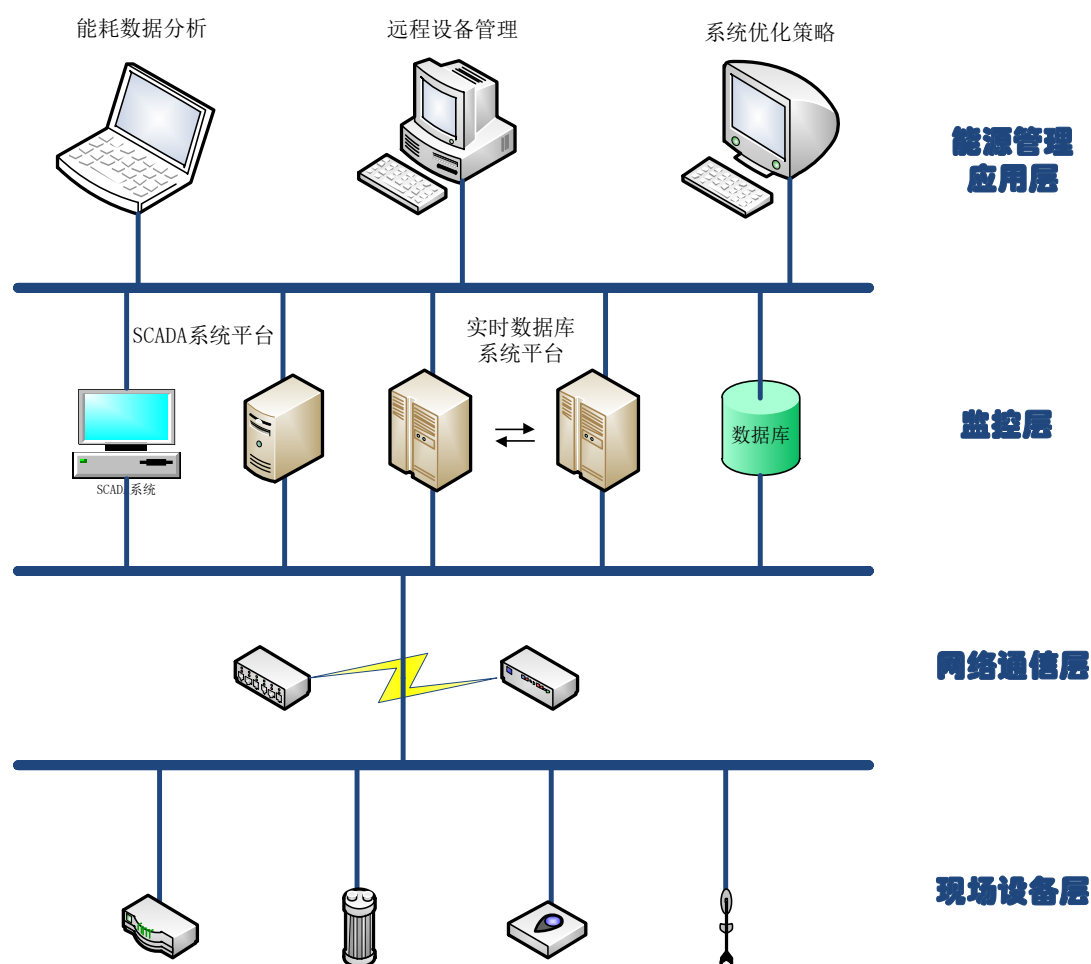 能耗数据分析
远程设备管理
系统优化策略
能源管理
应用层
SCADA系统平台
实时数据库
系统平台
数据库
监控层
SCADA系统
网络通信层
现场设备层